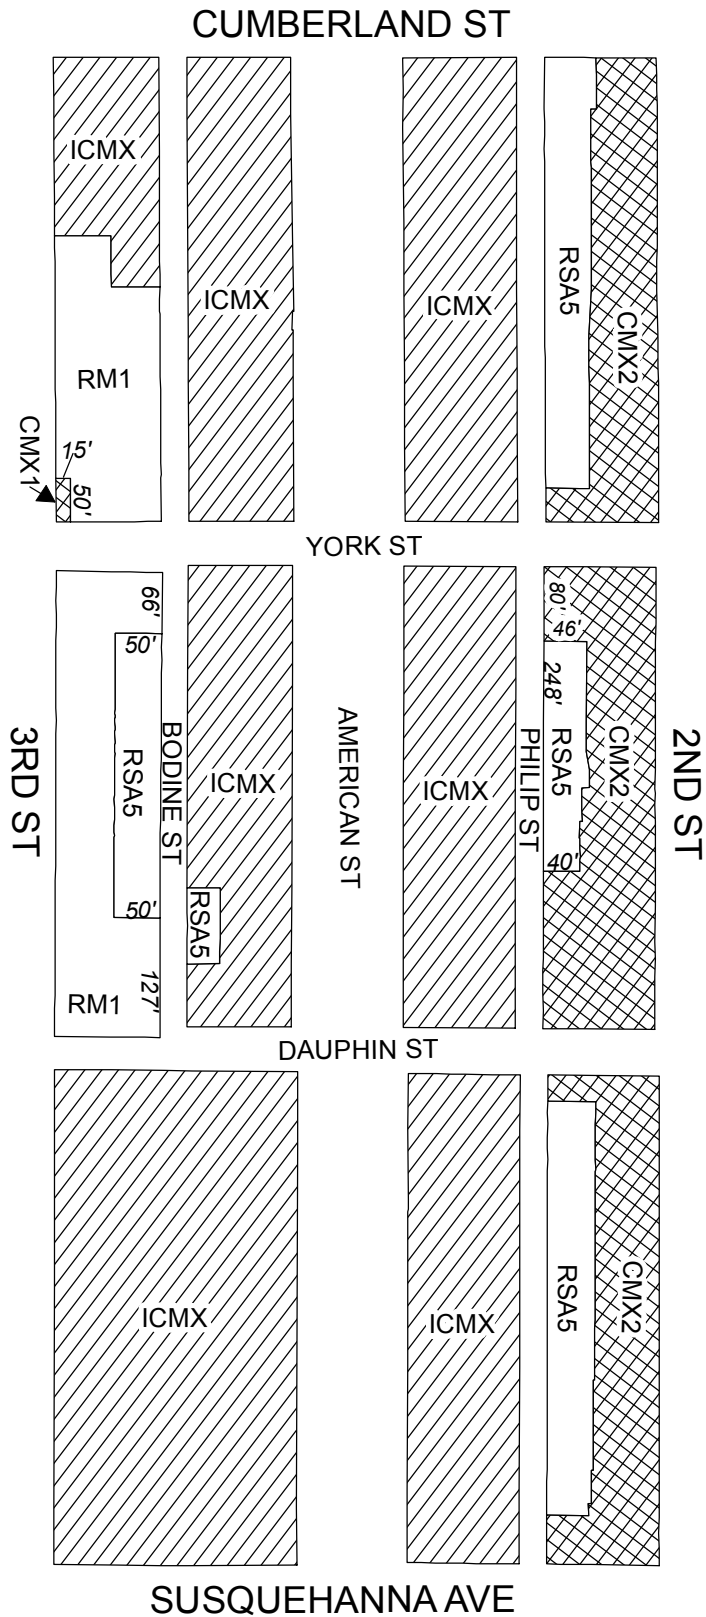 CUMBERLAND ST
ICMX
ICMX
ICMX
RSA5
CMX2
RM1
CMX1
15'
50'
YORK ST
66'
50'
80'
46'
248'
3RD ST
RSA5
BODINE ST
ICMX
AMERICAN ST
ICMX
PHILIP ST
RSA5
CMX2
2ND ST
40'
50'
RSA5
127'
RM1
DAUPHIN ST
ICMX
ICMX
RSA5
CMX2
SUSQUEHANNA AVE